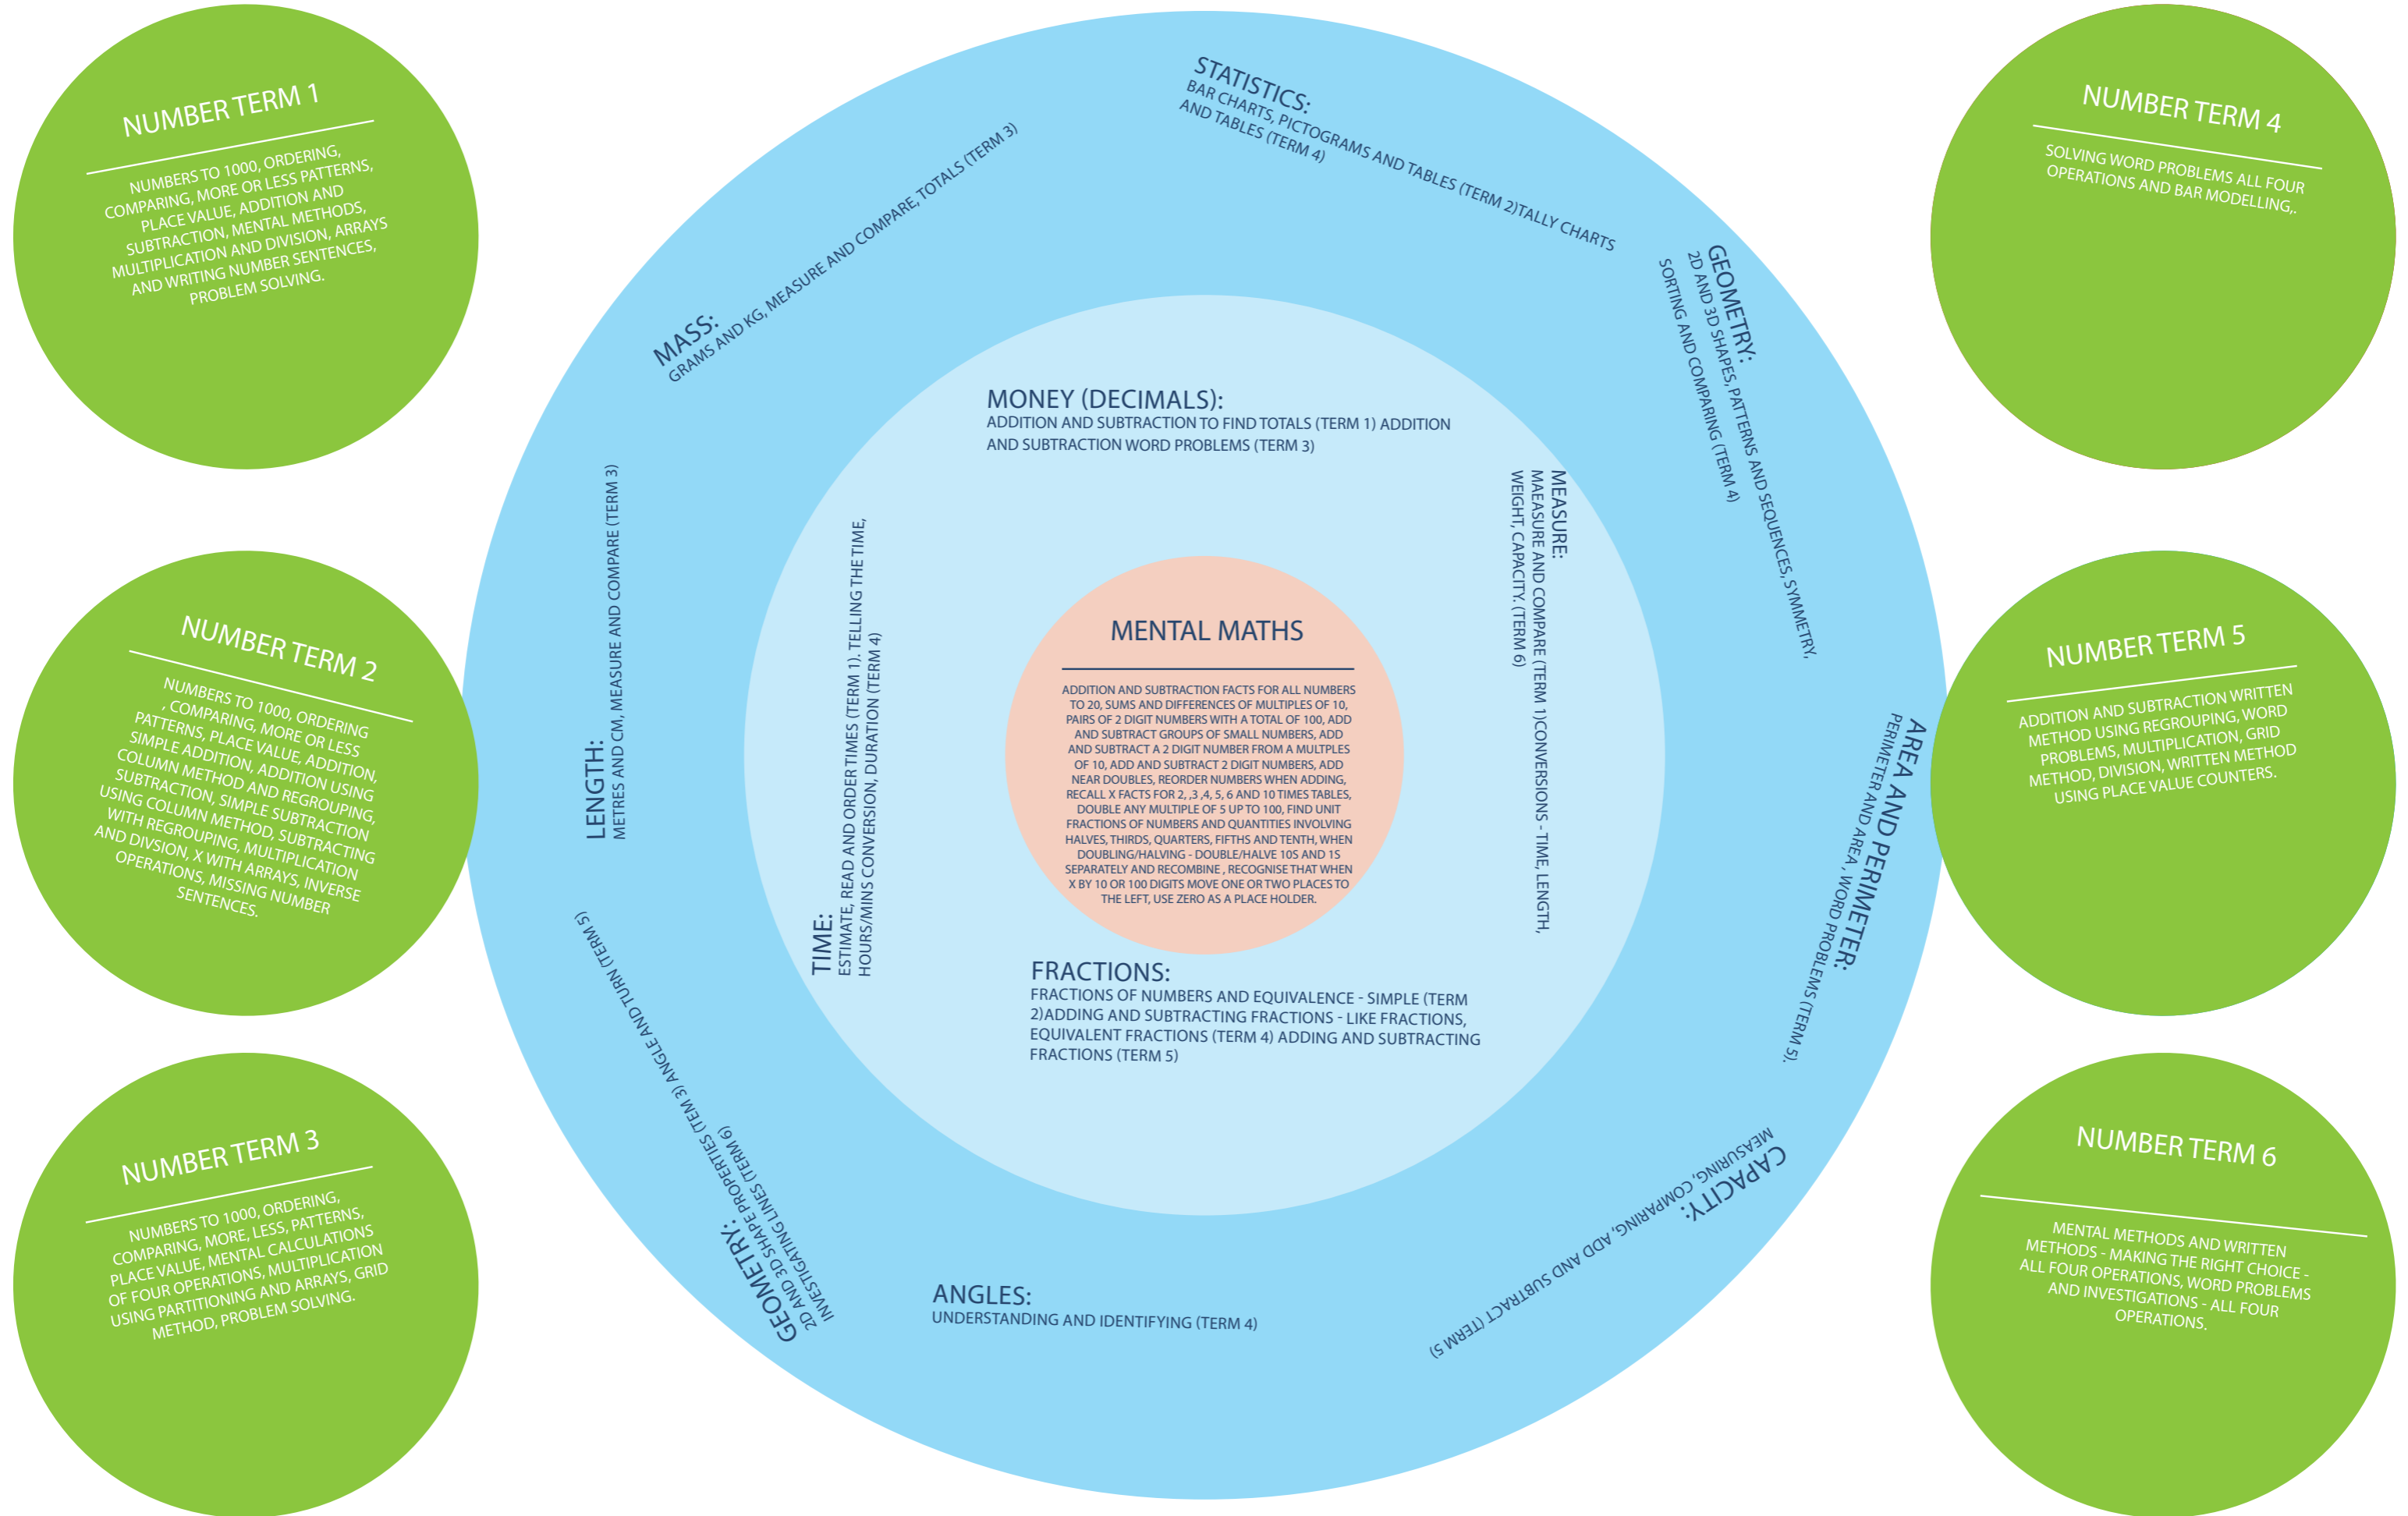 NUMBER TERM 1
NUMBERS TO 1000, ORDERING,
COMPARING, MORE OR LESS PATTERNS,
PLACE VALUE, ADDITION AND
SUBTRACTION, MENTAL METHODS,
MULTIPLICATION AND DIVISION, ARRAYS
AND WRITING NUMBER SENTENCES,
PROBLEM SOLVING.
NUMBER TERM 2
NUMBERS TO 1000, ORDERING
, COMPARING, MORE OR LESS
PATTERNS, PLACE VALUE, ADDITION,
SIMPLE ADDITION, ADDITION USING
COLUMN METHOD AND REGROUPING,
SUBTRACTION, SIMPLE SUBTRACTION
USING COLUMN METHOD, SUBTRACTING
WITH REGROUPING, MULTIPLICATION
AND DIVSION, X WITH ARRAYS, INVERSE
OPERATIONS, MISSING NUMBER
SENTENCES.
NUMBER TERM 3
NUMBERS TO 1000, ORDERING,
COMPARING, MORE, LESS, PATTERNS,
PLACE VALUE, MENTAL CALCULATIONS
OF FOUR OPERATIONS, MULTIPLICATION
USING PARTITIONING AND ARRAYS, GRID
METHOD, PROBLEM SOLVING.
STATISTICS:
BAR CHARTS, PICTOGRAMS AND TABLES (TERM 2)TALLY CHARTS
AND TABLES (TERM 4)
MASS:
GRAMS AND KG, MEASURE AND COMPARE, TOTALS (TERM 3)
GEOMETRY:
2D AND 3D SHAPES, PATTERNS AND SEQUENCES, SYMMETRY,
SORTING AND COMPARING (TERM 4)
LENGTH:
METRES AND CM, MEASURE AND COMPARE (TERM 3)
AREA AND PERIMETER:
PERIMETER AND AREA , WORD PROBLEMS (TERM 5).
GEOMETRY:
2D AND 3D SHAPE PROPERTIES (TEM 3) ANGLE AND TURN (TERM 5)
INVESTIGATING LINES (TERM 6)
CAPACITY:
MEASURING, COMPARING, ADD AND SUBTRACT (TERM 5)
ANGLES:
UNDERSTANDING AND IDENTIFYING (TERM 4)
MONEY (DECIMALS):
ADDITION AND SUBTRACTION TO FIND TOTALS (TERM 1) ADDITION
AND SUBTRACTION WORD PROBLEMS (TERM 3)
TIME:
ESTIMATE, READ AND ORDER TIMES (TERM 1). TELLING THE TIME,
HOURS/MINS CONVERSION, DURATION (TERM 4)
MEASURE:
MAEASURE AND COMPARE (TERM 1)CONVERSIONS - TIME, LENGTH,
WEIGHT, CAPACITY. (TERM 6)
MENTAL MATHS
ADDITION AND SUBTRACTION FACTS FOR ALL NUMBERS
TO 20, SUMS AND DIFFERENCES OF MULTIPLES OF 10,
PAIRS OF 2 DIGIT NUMBERS WITH A TOTAL OF 100, ADD
AND SUBTRACT GROUPS OF SMALL NUMBERS, ADD
AND SUBTRACT A 2 DIGIT NUMBER FROM A MULTPLES
OF 10, ADD AND SUBTRACT 2 DIGIT NUMBERS, ADD
NEAR DOUBLES, REORDER NUMBERS WHEN ADDING,
RECALL X FACTS FOR 2, ,3 ,4, 5, 6 AND 10 TIMES TABLES,
DOUBLE ANY MULTIPLE OF 5 UP TO 100, FIND UNIT
FRACTIONS OF NUMBERS AND QUANTITIES INVOLVING
HALVES, THIRDS, QUARTERS, FIFTHS AND TENTH, WHEN
DOUBLING/HALVING - DOUBLE/HALVE 10S AND 1S
SEPARATELY AND RECOMBINE , RECOGNISE THAT WHEN
X BY 10 OR 100 DIGITS MOVE ONE OR TWO PLACES TO
THE LEFT, USE ZERO AS A PLACE HOLDER.
FRACTIONS:
FRACTIONS OF NUMBERS AND EQUIVALENCE - SIMPLE (TERM
2)ADDING AND SUBTRACTING FRACTIONS - LIKE FRACTIONS,
EQUIVALENT FRACTIONS (TERM 4) ADDING AND SUBTRACTING
FRACTIONS (TERM 5)
NUMBER TERM 4
SOLVING WORD PROBLEMS ALL FOUR
OPERATIONS AND BAR MODELLING,.
NUMBER TERM 5
ADDITION AND SUBTRACTION WRITTEN
METHOD USING REGROUPING, WORD
PROBLEMS, MULTIPLICATION, GRID
METHOD, DIVISION, WRITTEN METHOD
USING PLACE VALUE COUNTERS.
NUMBER TERM 6
MENTAL METHODS AND WRITTEN
METHODS - MAKING THE RIGHT CHOICE -
ALL FOUR OPERATIONS, WORD PROBLEMS
AND INVESTIGATIONS - ALL FOUR
OPERATIONS.